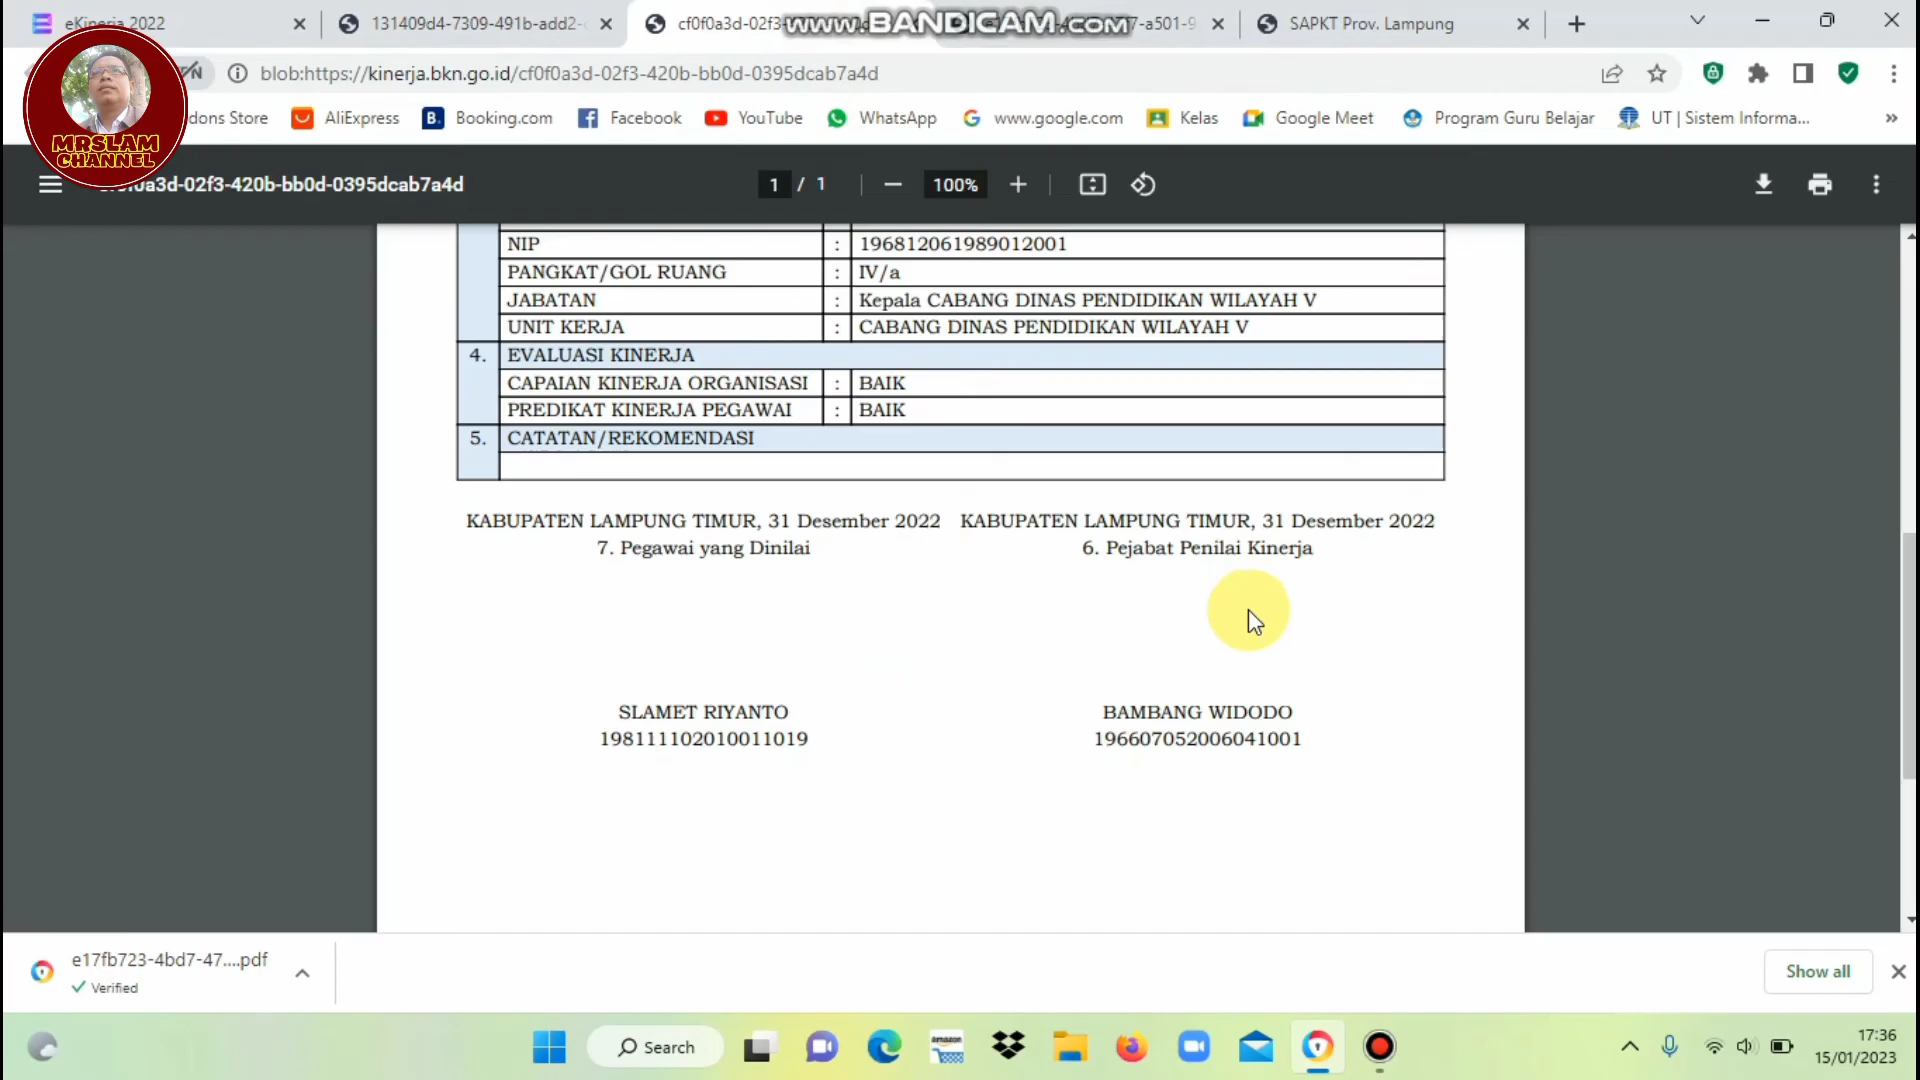 eKinerja 2022
131409d4-7309-491b-add2-
cf0f0a3d-02f3-
www.BANDICAM.com
7-a501-9
SAPKT Prov. Lampung
blob:https://kinerja.bkn.go.id/cf0f0a3d-02f3-420b-bb0d-0395dcab7a4d
MRSLAM
CHANNEL
dons Store
AliExpress
Booking.com
Facebook
YouTube
WhatsApp
www.google.com
Kelas
Google Meet
Program Guru Belajar
UT | Sistem Informa...
0a3d-02f3-420b-bb0d-0395dcab7a4d
1 / 1
100%
NIP : 196812061989012001
PANGKAT/GOL RUANG : IV/a
JABATAN : Kepala CABANG DINAS PENDIDIKAN WILAYAH V
UNIT KERJA : CABANG DINAS PENDIDIKAN WILAYAH V
4. EVALUASI KINERJA
CAPAIAN KINERJA ORGANISASI : BAIK
PREDIKAT KINERJA PEGAWAI : BAIK
5. CATATAN/REKOMENDASI
KABUPATEN LAMPUNG TIMUR, 31 Desember 2022
7. Pegawai yang Dinilai
SLAMET RIYANTO
198111102010011019
KABUPATEN LAMPUNG TIMUR, 31 Desember 2022
6. Pejabat Penilai Kinerja
BAMBANG WIDODO
196607052006041001
e17fb723-4bd7-47....pdf
Verified
Show all
Search
amazon
17:36
15/01/2023